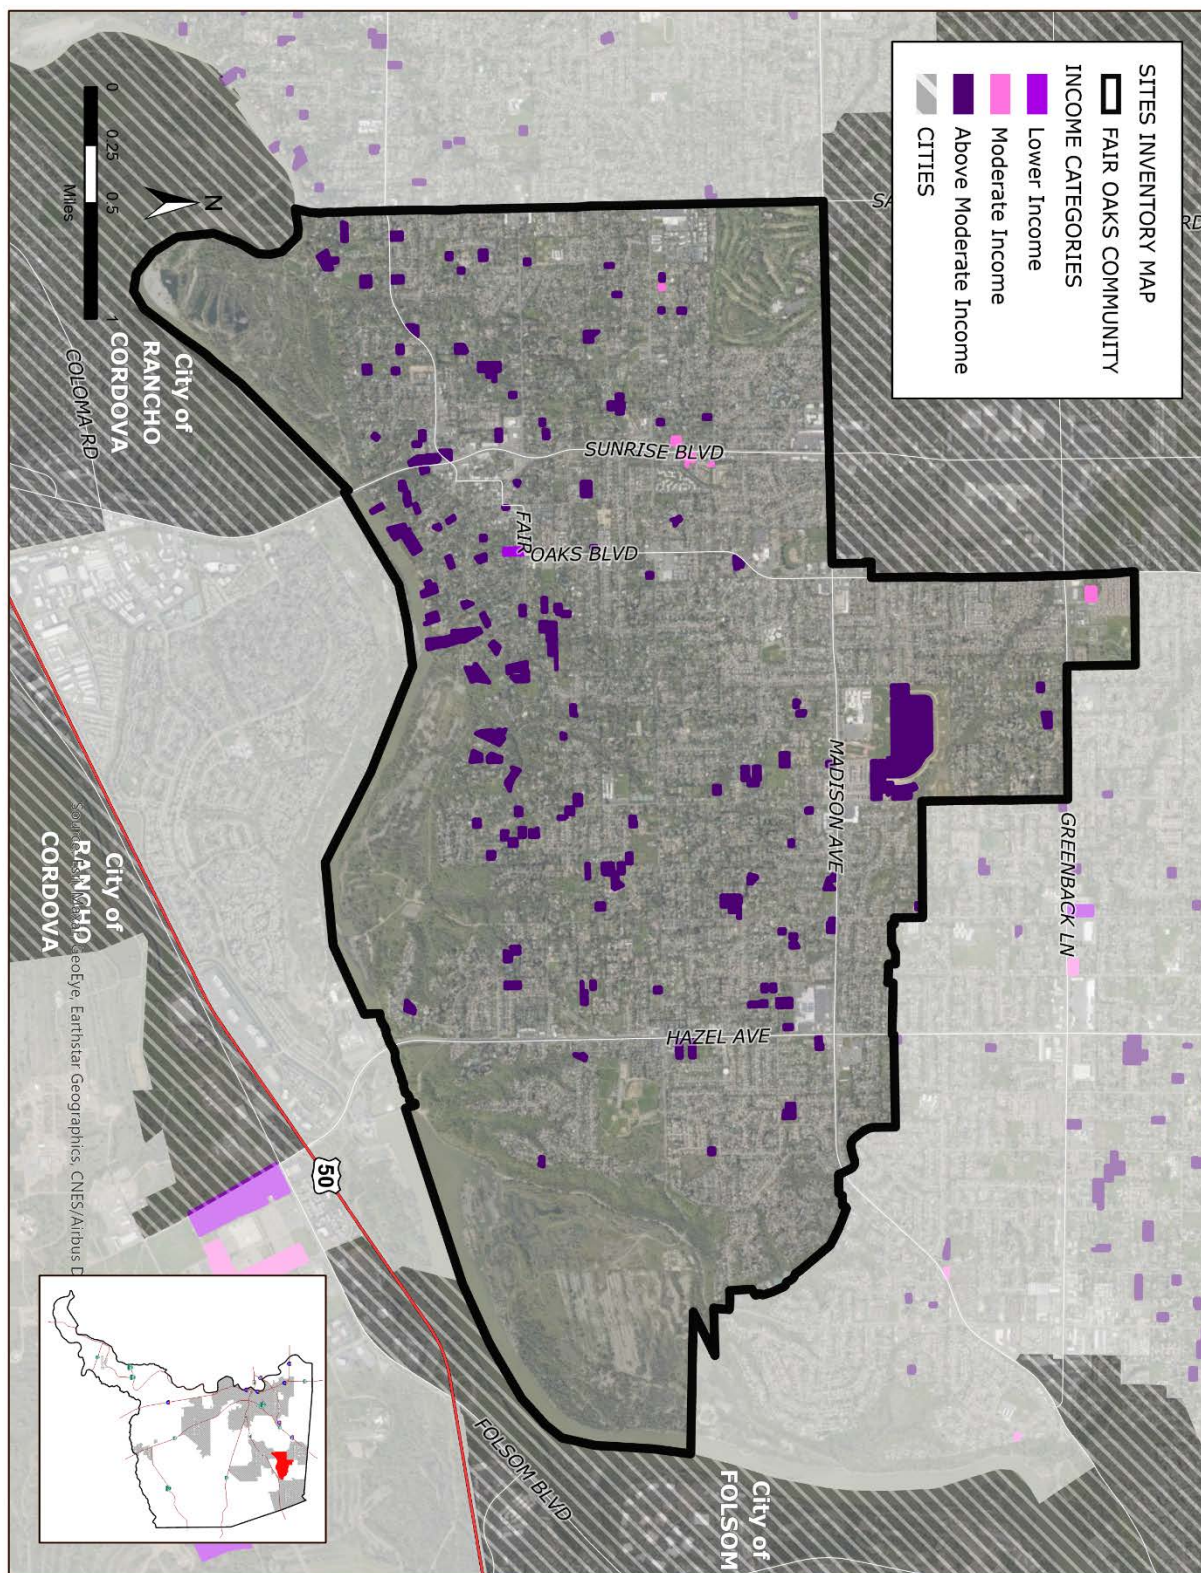 SITES INVENTORY MAP
FAIR OAKS COMMUNITY
INCOME CATEGORIES
Lower Income
Moderate Income
Above Moderate Income
CITIES
RD
GREENBACK LN
MADISON AVE
SUNRISE BLVD
FAIR
OAKS BLVD
HAZEL AVE
N
0 0.25 0.5 1
Miles
City of
RANCHO
CORDOVA
COLOMA RD
City of
RANCHO
CORDOVA
50
FOLSOM BLVD
City of
FOLSOM
GeoEye, Earthstar Geographics, CNES/Airbus D